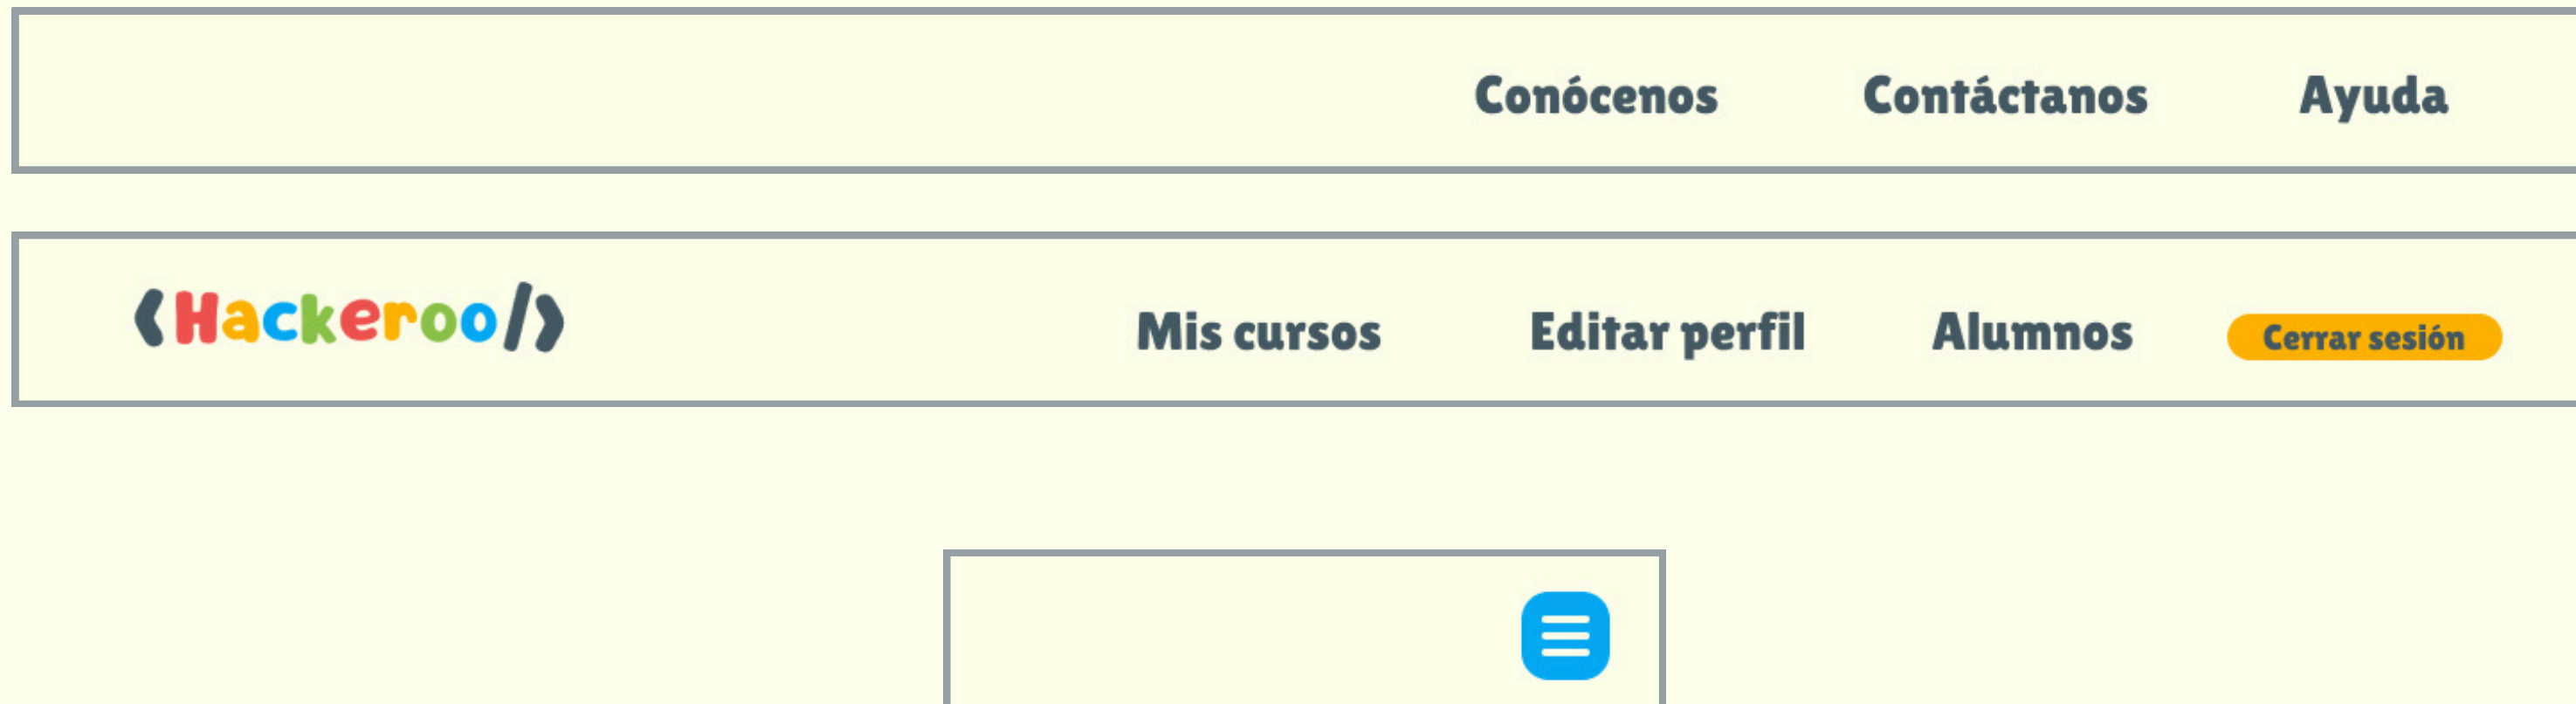 Conócenos Contáctanos Ayuda
<Hackeroo/> Mis cursos Editar perfil Alumnos Cerrar sesión